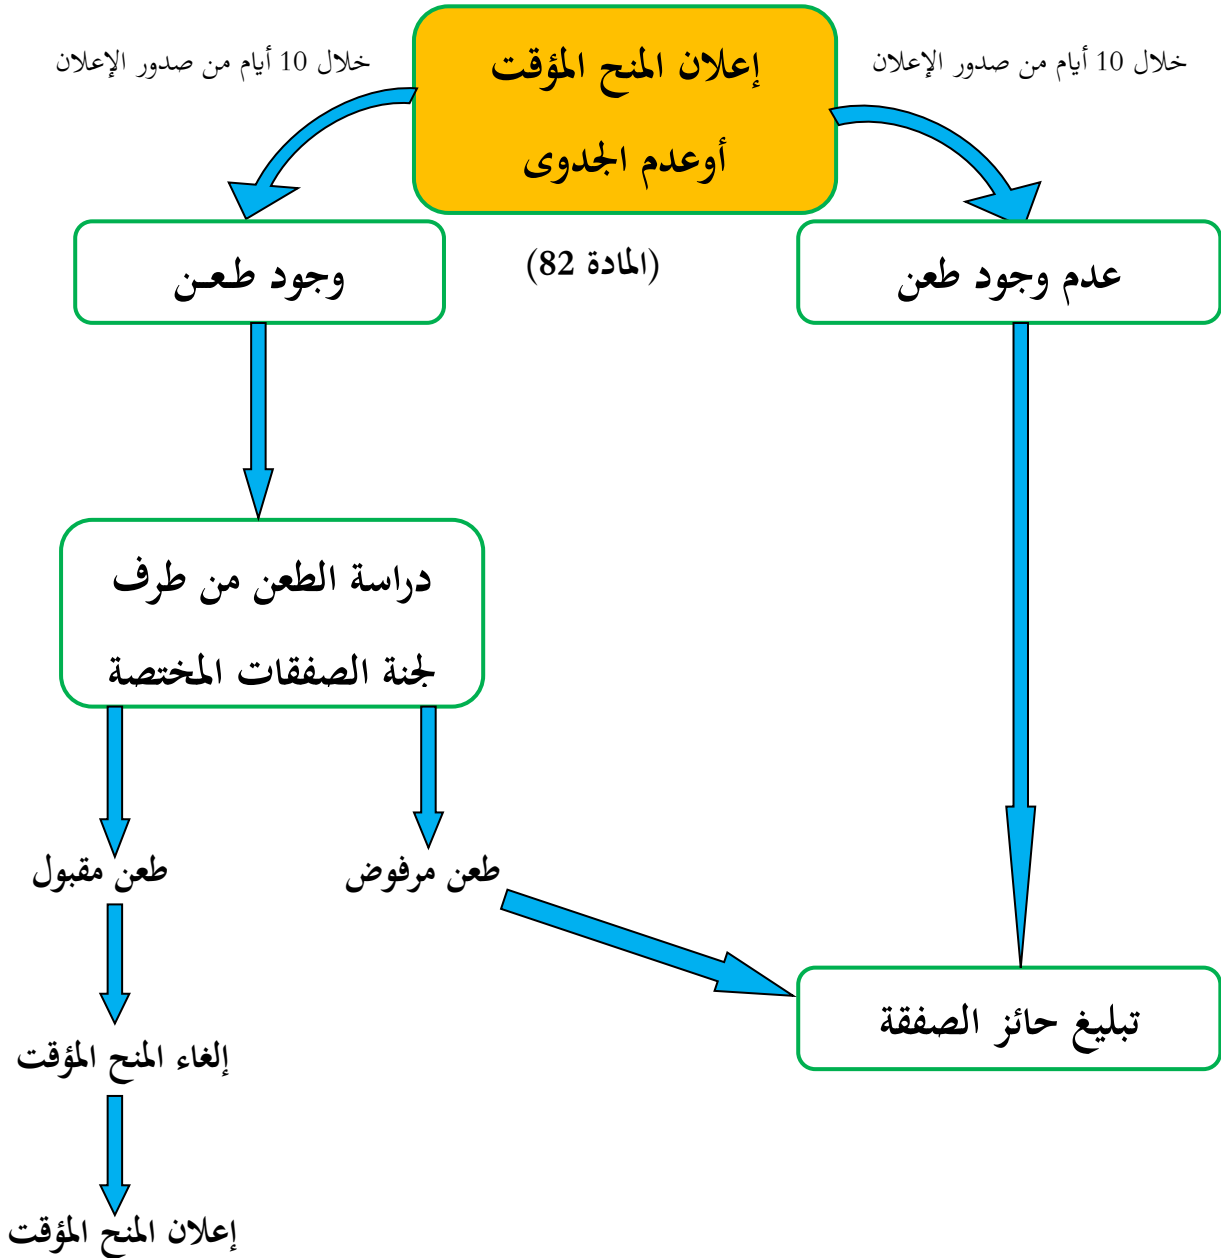 إعلان المنح المؤقت
أوعدم الجدوى
خلال 10 أيام من صدور الإعلان
خلال 10 أيام من صدور الإعلان
(المادة 82)
عدم وجود طعن
وجود طعـن
دراسة الطعن من طرف
لجنة الصفقات المختصة
طعن مرفوض
طعن مقبول
تبليغ حائز الصفقة
إلغاء المنح المؤقت
إعلان المنح المؤقت